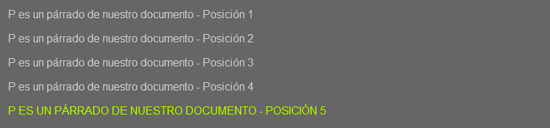 P es un párrado de nuestro documento - Posición 1
P es un párrado de nuestro documento - Posición 2
P es un párrado de nuestro documento - Posición 3
P es un párrado de nuestro documento - Posición 4
P ES UN PÁRRADO DE NUESTRO DOCUMENTO - POSICIÓN 5